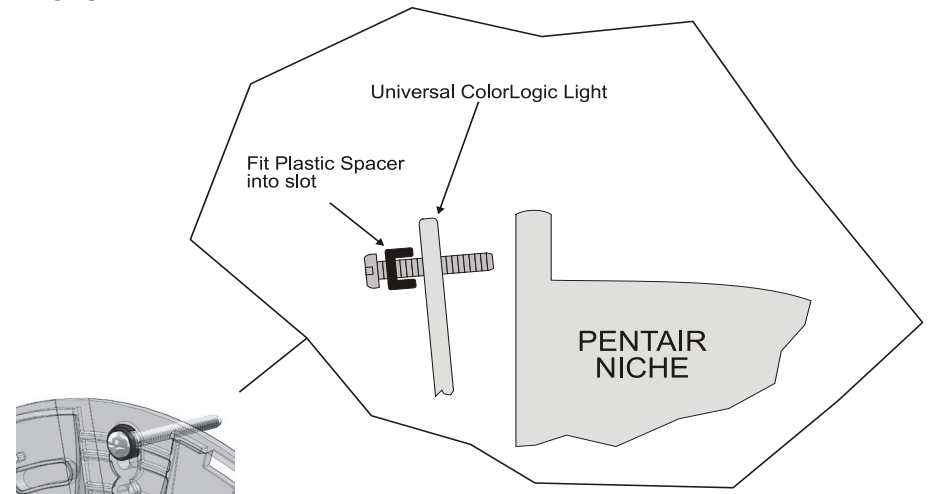 Universal ColorLogic Light
Fit Plastic Spacer
into slot
PENTAIR
NICHE